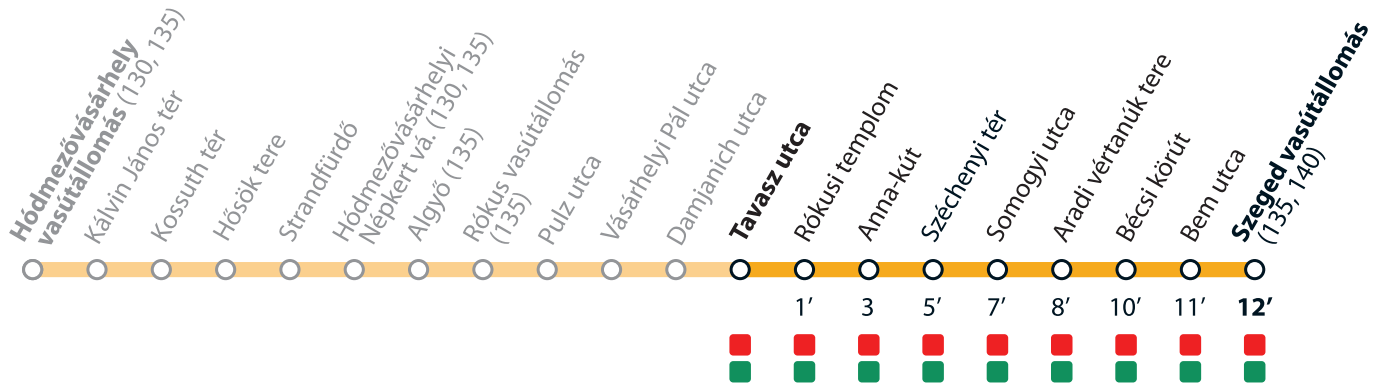 Hódmezővásárhely
vasútállomás (130, 135)
Kálvin János tér
Kossuth tér
Hősök tere
Strandfürdő
Hódmezővásárhelyi
Népkert vá. (130, 135)
Algyő (135)
Rókus vasútállomás
(135)
Pulz utca
Vásárhelyi Pál utca
Damjanich utca
Tavasz utca
Rókusi templom
Anna-kút
Széchenyi tér
Somogyi utca
Aradi vértanúk tere
Bécsi körút
Bem utca
Szeged vasútállomás
(135, 140)
1’ 3 5’ 7’ 8’ 10’ 11’ 12’